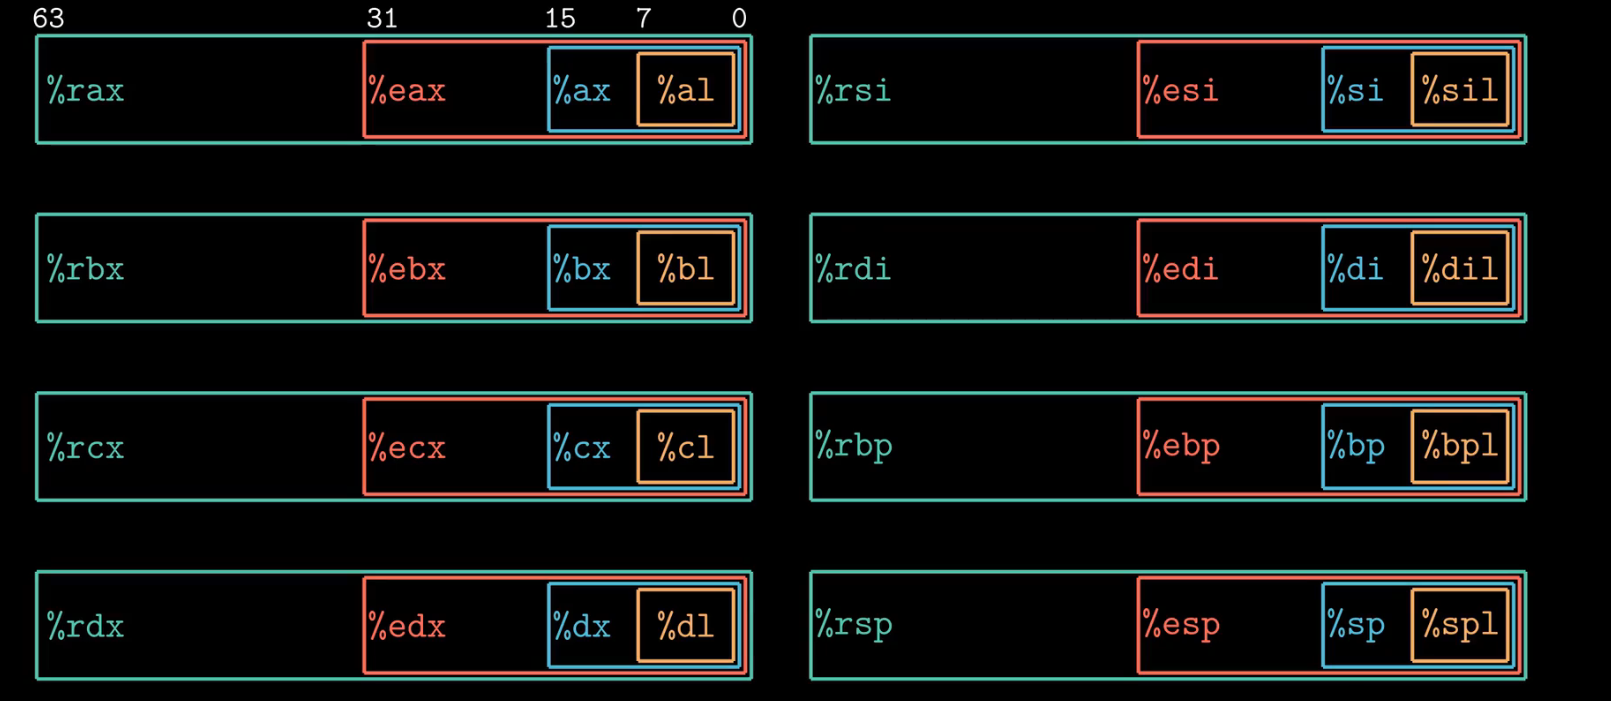 63 31 15 7 0
%rax %eax %ax %al %rsi %esi %si %sil
%rbx %ebx %bx %bl %rdi %edi %di %dil
%rcx %ecx %cx %cl %rbp %ebp %bp %bpl
%rdx %edx %dx %dl %rsp %esp %sp %spl